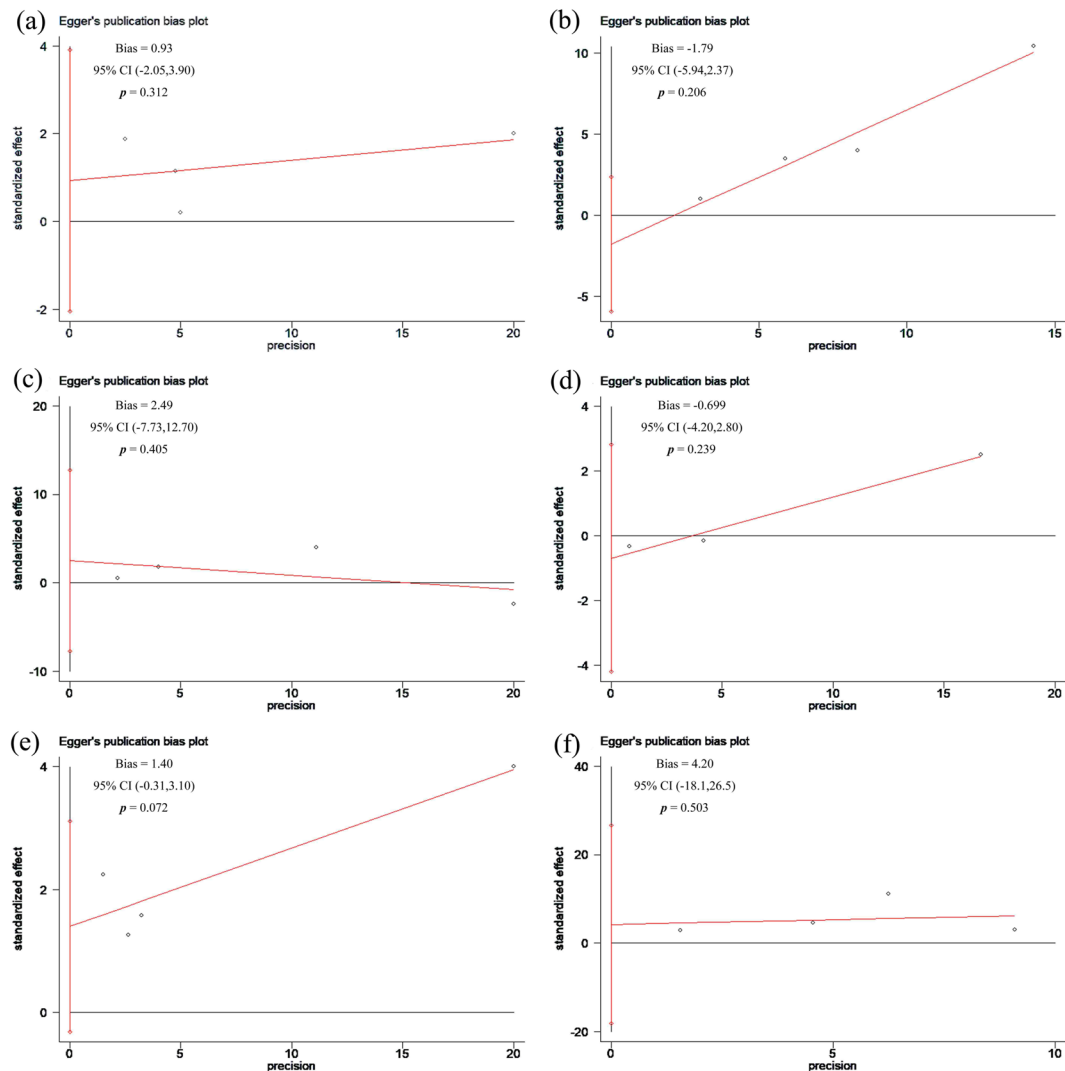 (a)
Egger's publication bias plot
Bias = 0.93
95% CI (-2.05,3.90)
p = 0.312
4
2
0
-2
standardized effect
0
5
10
15
20
precision
(b)
Egger's publication bias plot
Bias = -1.79
95% CI (-5.94,2.37)
p = 0.206
10
5
0
-5
standardized effect
0
5
10
15
precision
(c)
Egger's publication bias plot
Bias = 2.49
95% CI (-7.73,12.70)
p = 0.405
20
10
0
-10
standardized effect
0
5
10
15
20
precision
(d)
Egger's publication bias plot
Bias = -0.699
95% CI (-4.20,2.80)
p = 0.239
4
2
0
-2
-4
standardized effect
0
5
10
15
20
precision
(e)
Egger's publication bias plot
Bias = 1.40
95% CI (-0.31,3.10)
p = 0.072
4
2
0
standardized effect
0
5
10
15
20
precision
(f)
Egger's publication bias plot
Bias = 4.20
95% CI (-18.1,26.5)
p = 0.503
40
20
0
-20
standardized effect
0
5
10
precision